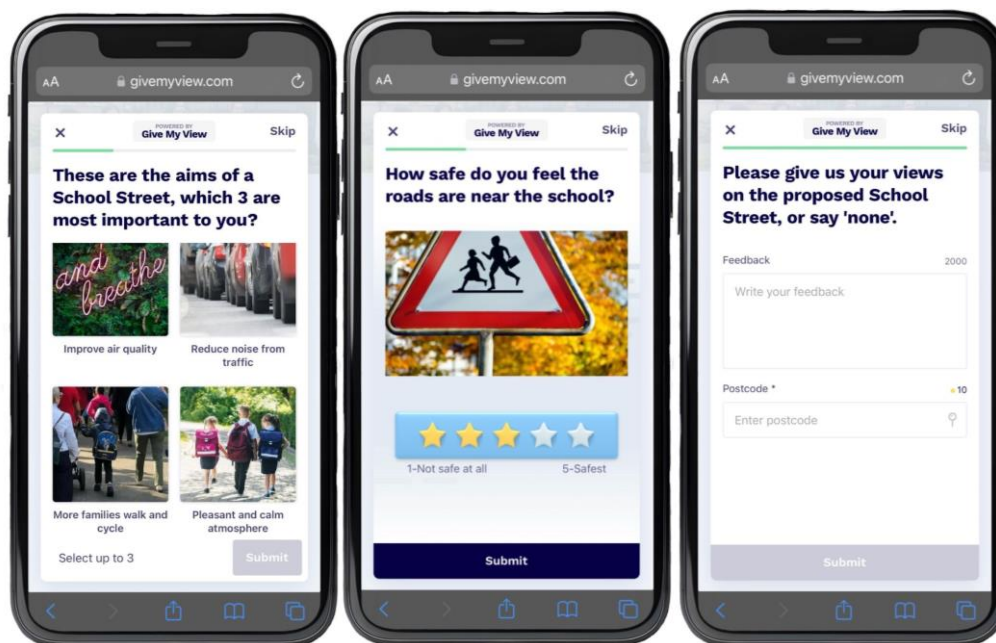 AA givemyview.com
POWERED BY
Give My View
Skip
These are the aims of a
School Street, which 3 are
most important to you?
and
breathe
Improve air quality
Reduce noise from
traffic
More families walk and
cycle
Pleasant and calm
atmosphere
Select up to 3
Submit
AA givemyview.com
POWERED BY
Give My View
Skip
How safe do you feel the
roads are near the school?
1-Not safe at all
5-Safest
Submit
AA givemyview.com
POWERED BY
Give My View
Skip
Please give us your views
on the proposed School
Street, or say 'none'.
Feedback
2000
Write your feedback
Postcode *
10
Enter postcode
Submit